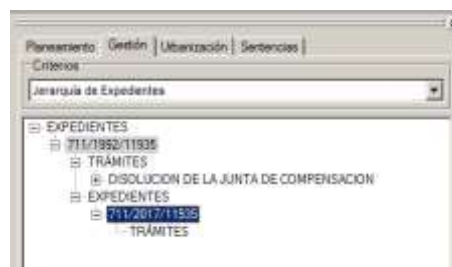 Planeamiento Gestión Urbanización Sentencias
Criterios
Jerarquía de Expedientes
EXPEDIENTES
711/1992/11935
TRÁMITES
DISOLUCION DE LA JUNTA DE COMPENSACION
EXPEDIENTES
711/2017/11535
TRÁMITES